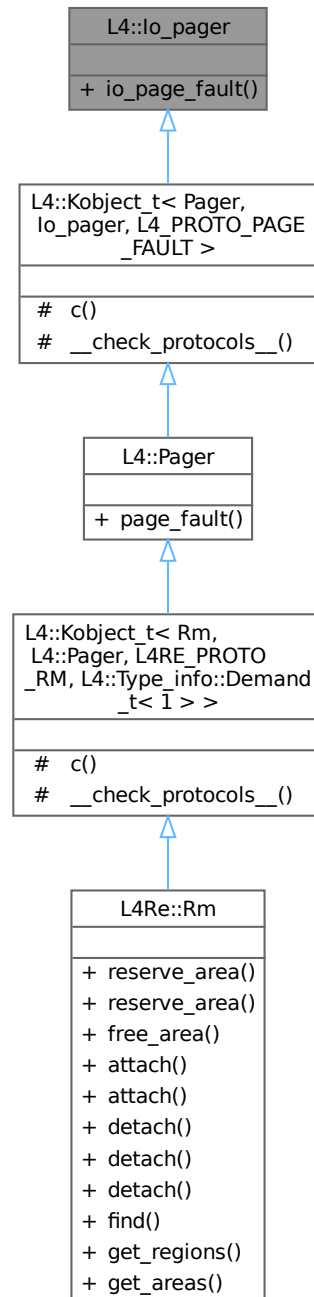 L4::Io_pager
+ io_page_fault()
L4::Kobject_t< Pager,
Io_pager, L4_PROTO_PAGE
_FAULT >
# c()
# __check_protocols__()
L4::Pager
+ page_fault()
L4::Kobject_t< Rm,
L4::Pager, L4RE_PROTO
_RM, L4::Type_info::Demand
_t< 1 > >
# c()
# __check_protocols__()
L4Re::Rm
+ reserve_area()
+ reserve_area()
+ free_area()
+ attach()
+ attach()
+ detach()
+ detach()
+ detach()
+ find()
+ get_regions()
+ get_areas()